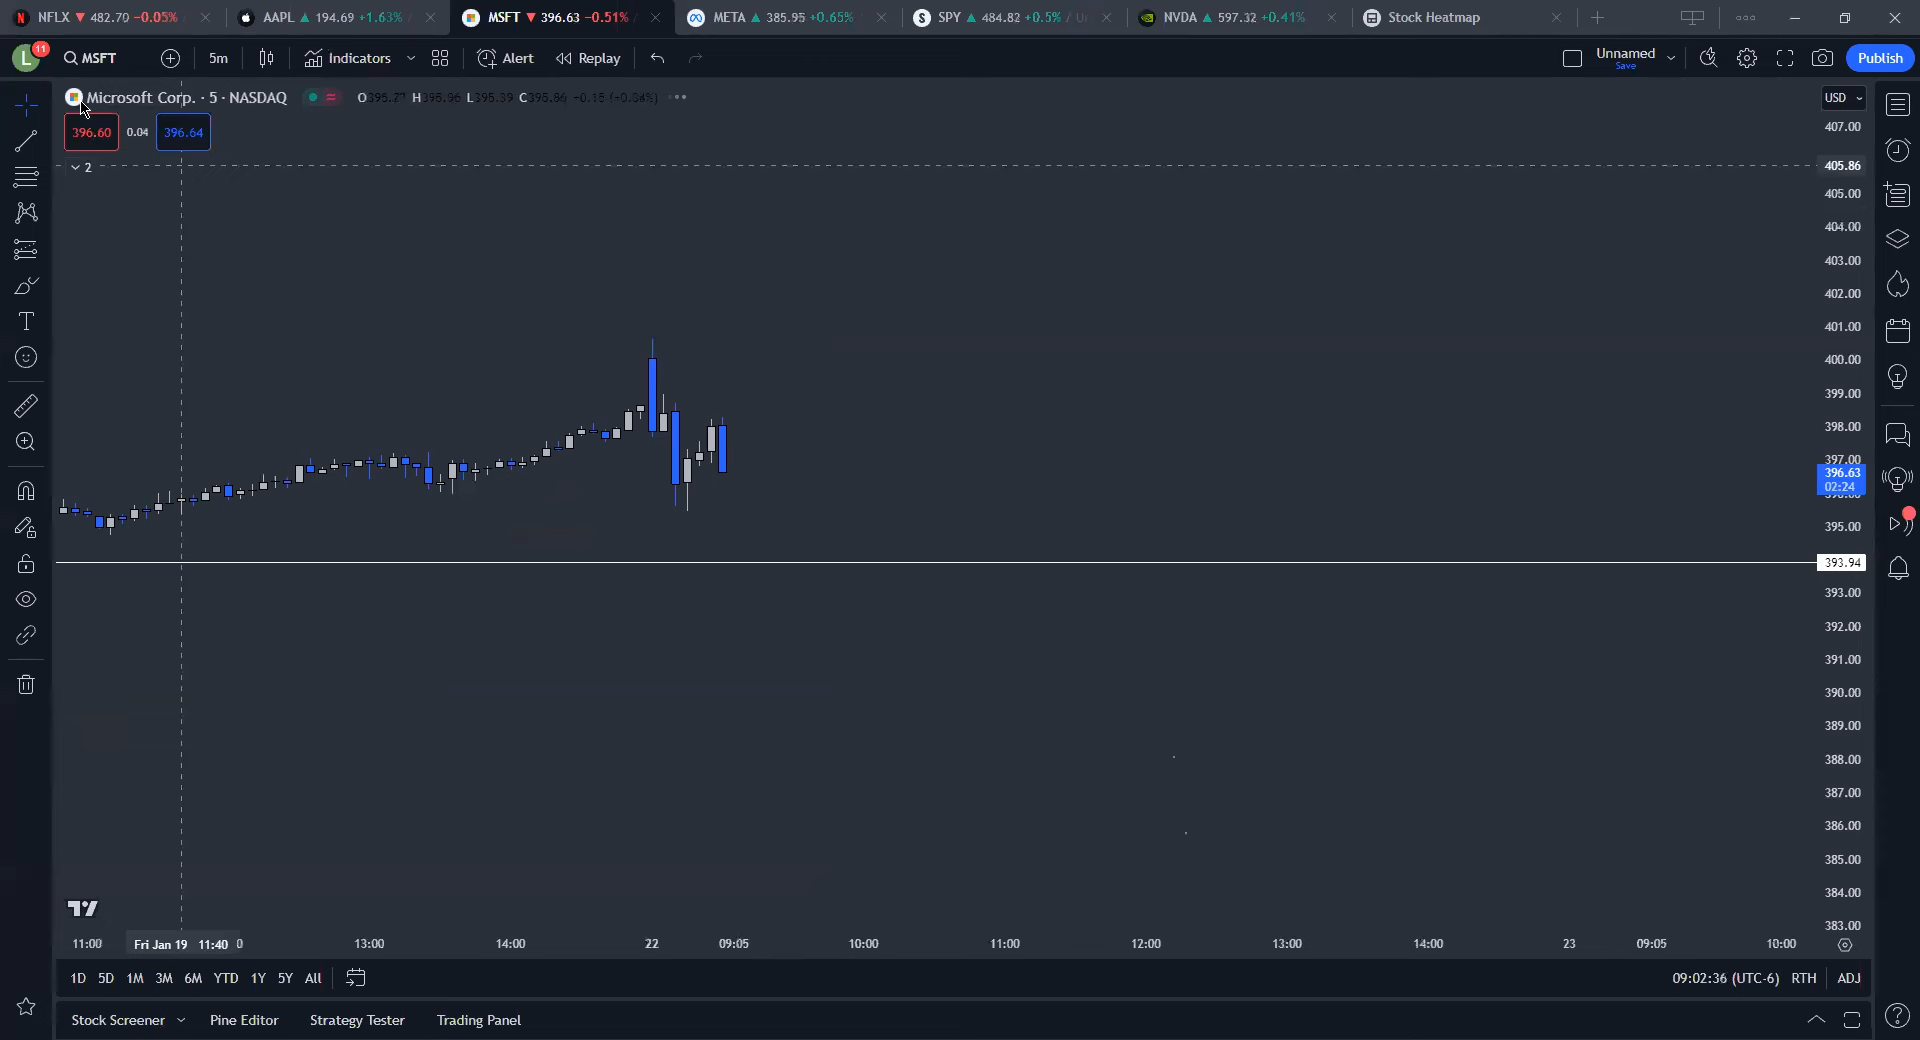 NFLX ▼ 482.70 −0.05%
AAPL ▲ 194.69 +1.63% /
MSFT ▼ 396.63 −0.51% /
META ▲ 385.95 +0.65%
SPY ▲ 484.82 +0.5% / U
NVDA ▲ 597.32 +0.41%
Stock Heatmap
L
11
MSFT
5m
Indicators
Alert
Replay
Unnamed
Save
Publish
Microsoft Corp. · 5 · NASDAQ
O H L C
USD
396.60
0.04
396.64
2
407.00
405.86
405.00
404.00
403.00
402.00
401.00
400.00
399.00
398.00
397.00
396.63
02:24
395.00
393.94
393.00
392.00
391.00
390.00
389.00
388.00
387.00
386.00
385.00
384.00
383.00
11:00
Fri Jan 19 11:40
0
13:00
14:00
22
09:05
10:00
11:00
12:00
13:00
14:00
23
09:05
10:00
1D 5D 1M 3M 6M YTD 1Y 5Y All
09:02:36 (UTC-6) RTH ADJ
Stock Screener Pine Editor Strategy Tester Trading Panel